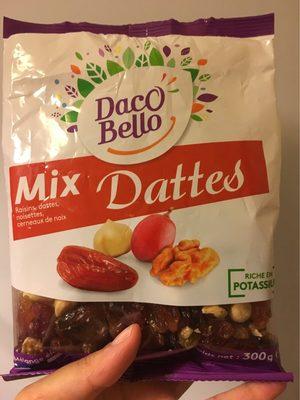 Daco
Bello
Mix Dattes
Raisins, dattes,
noisettes,
cerneaux de noix
RICHE EN
POTASSIUM
300g